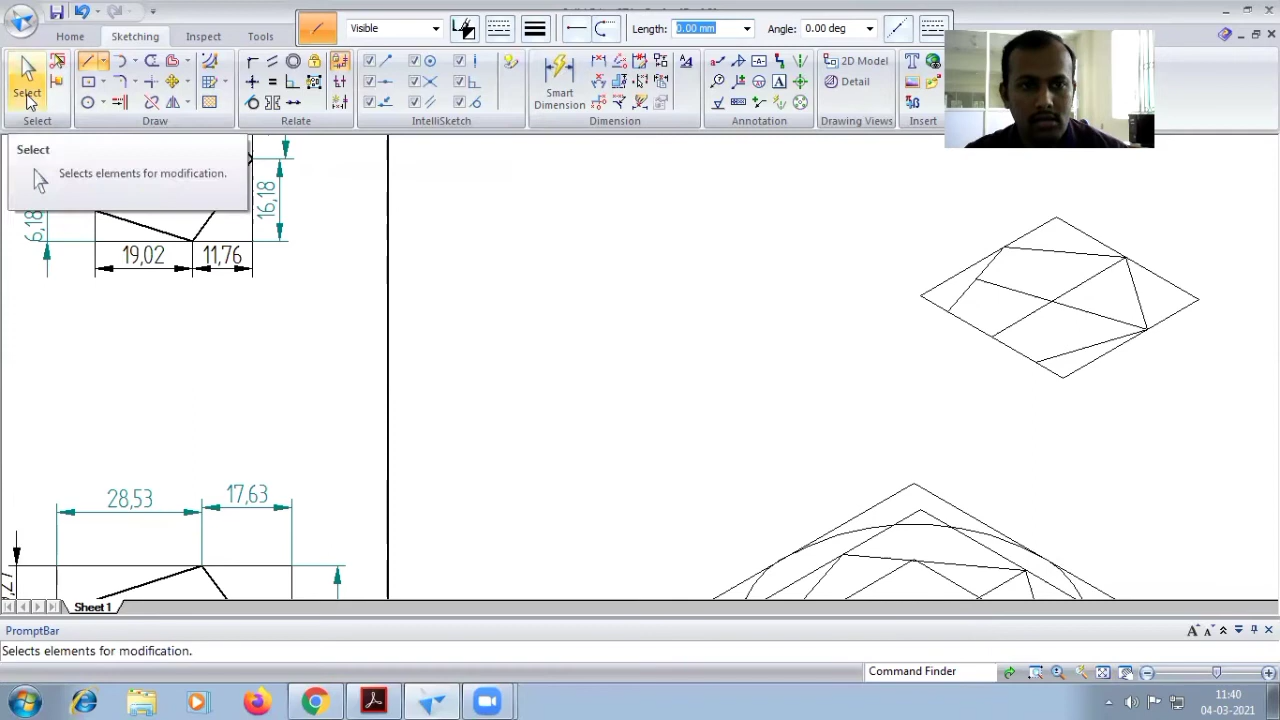 Home
Sketching
Inspect
Tools
Visible
Length:
0.00 mm
Angle:
0.00 deg
Select
Smart
Dimension
2D Model
Detail
Select
Draw
Relate
IntelliSketch
Dimension
Annotation
Drawing Views
Insert
Select
Selects elements for modification.
16,18
6,18
19,02
11,76
28,53
17,63
Sheet 1
PromptBar
Selects elements for modification.
Command Finder
11:40
04-03-2021